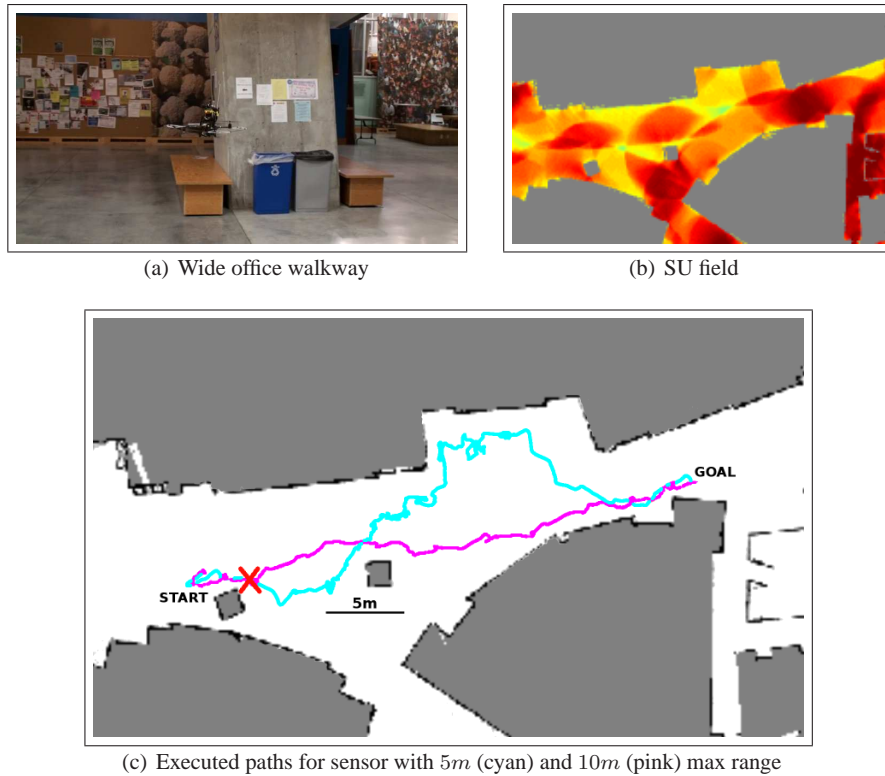 (a) Wide office walkway
(b) SU field
GOAL
START
5m
(c) Executed paths for sensor with 5m (cyan) and 10m (pink) max range